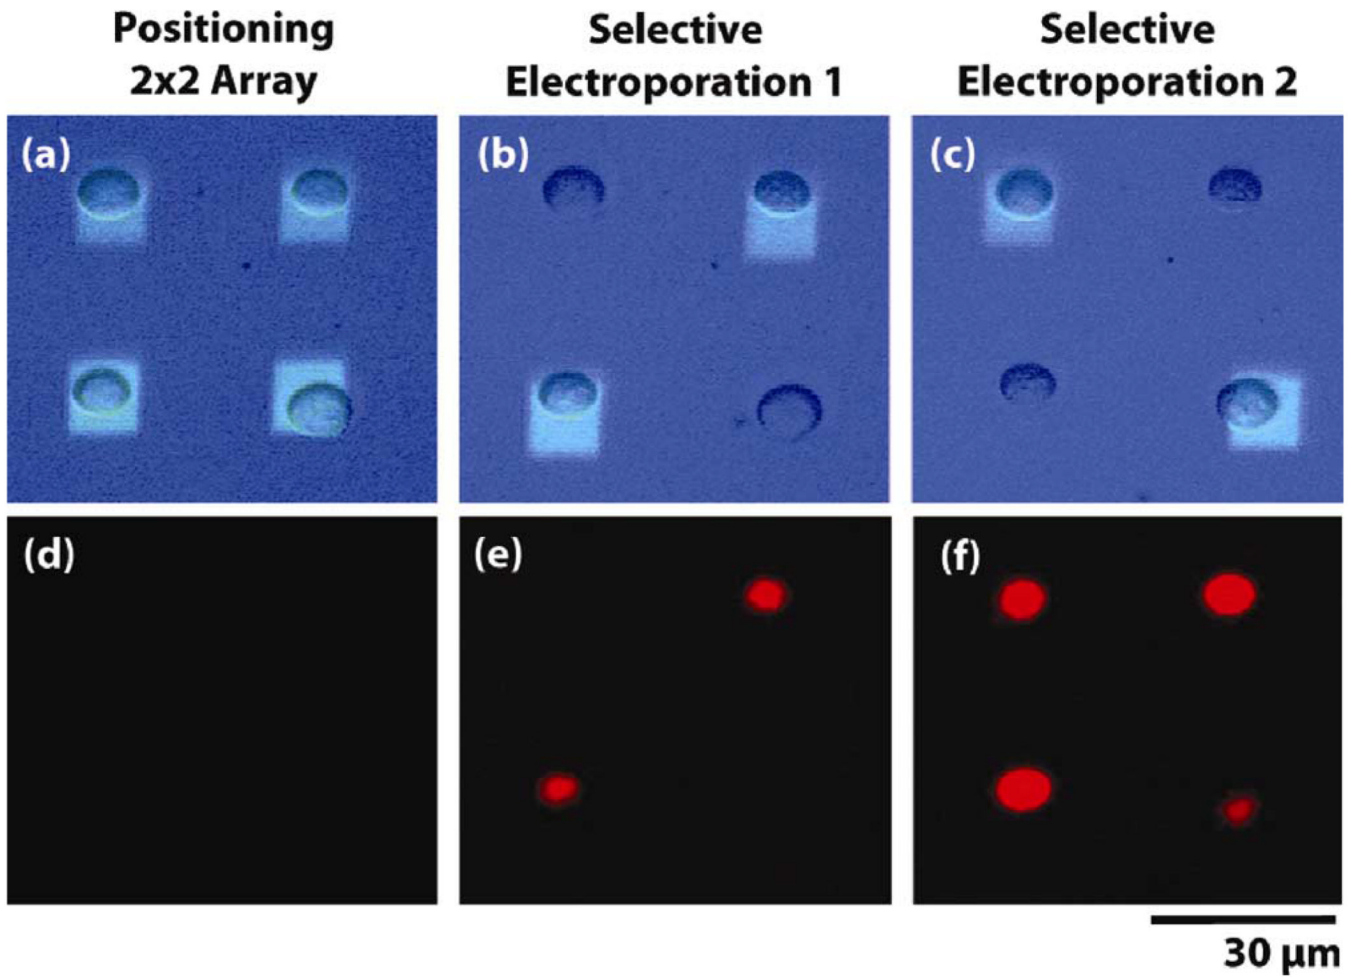 Positioning
2x2 Array
Selective
Electroporation 1
Selective
Electroporation 2
(a)
(b)
(c)
(d)
(e)
(f)
30 μm